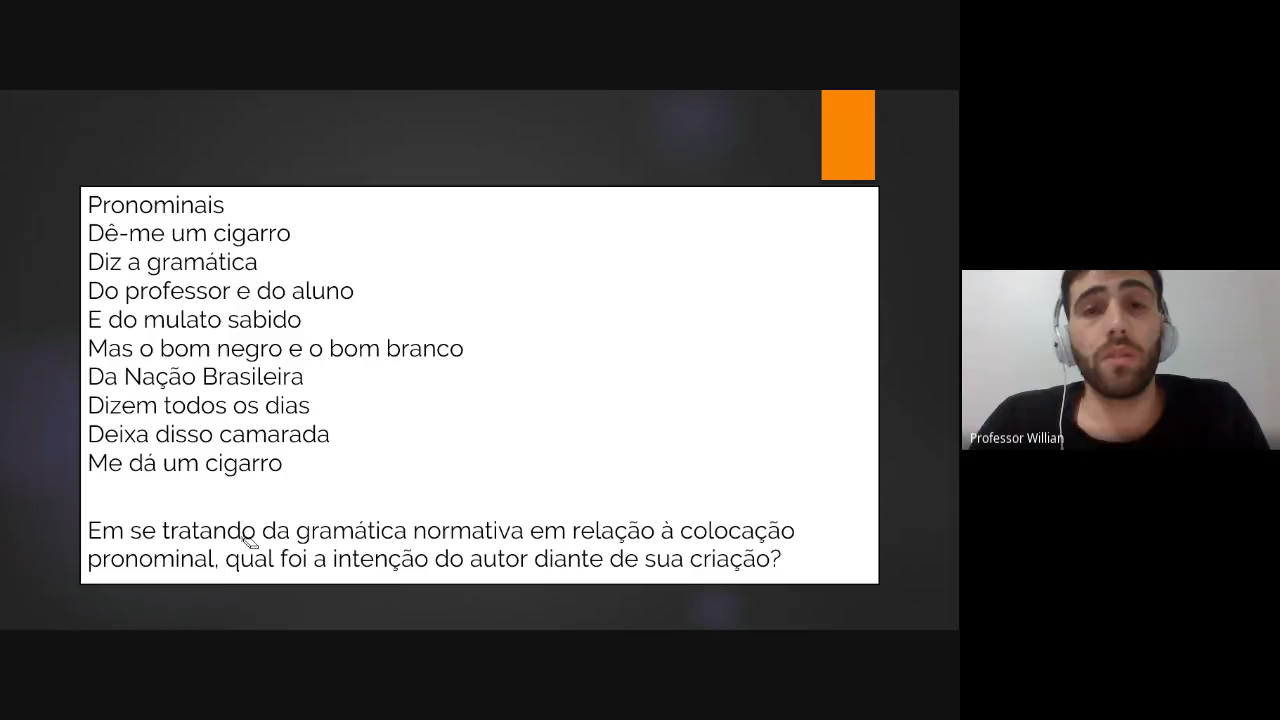 Pronominais
Dê-me um cigarro
Diz a gramática
Do professor e do aluno
E do mulato sabido
Mas o bom negro e o bom branco
Da Nação Brasileira
Dizem todos os dias
Deixa disso camarada
Me dá um cigarro
Em se tratando da gramática normativa em relação à colocação
pronominal, qual foi a intenção do autor diante de sua criação?
Professor Willian